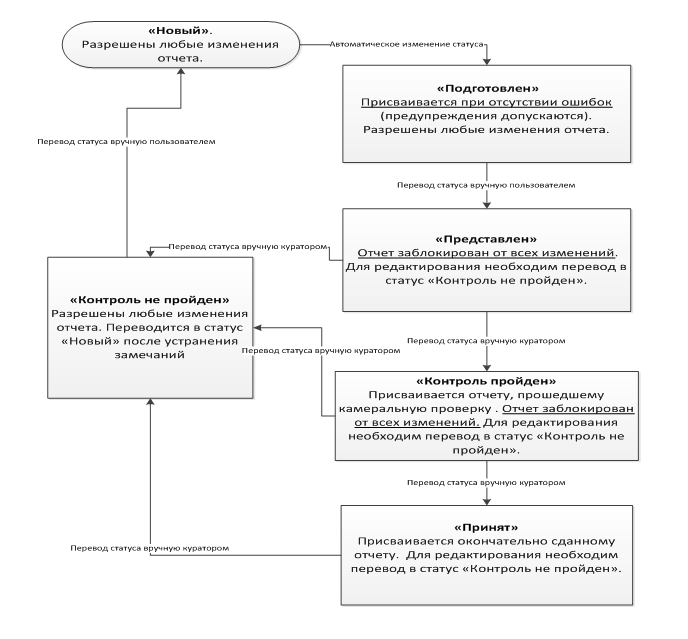 «Новый».
Разрешены любые изменения
отчета.
Автоматическое изменение статуса
«Подготовлен»
Присваивается при отсутствии ошибок
(предупреждения допускаются).
Разрешены любые изменения отчета.
Перевод статуса вручную пользователем
Перевод статуса вручную пользователем
«Представлен»
Отчет заблокирован от всех изменений.
Для редактирования необходим перевод в
статус «Контроль не пройден».
Перевод статуса вручную куратором
«Контроль не пройден»
Разрешены любые изменения
отчета. Переводится в статус
«Новый» после устранения
замечаний
Перевод статуса вручную куратором
Перевод статуса вручную куратором
«Контроль пройден»
Присваивается отчету, прошедшему
камеральную проверку . Отчет заблокирован
от всех изменений. Для редактирования
необходим перевод в статус «Контроль не
пройден».
Перевод статуса вручную куратором
«Принят»
Присваивается окончательно сданному
отчету. Для редактирования необходим
перевод в статус «Контроль не пройден».
Перевод статуса вручную куратором